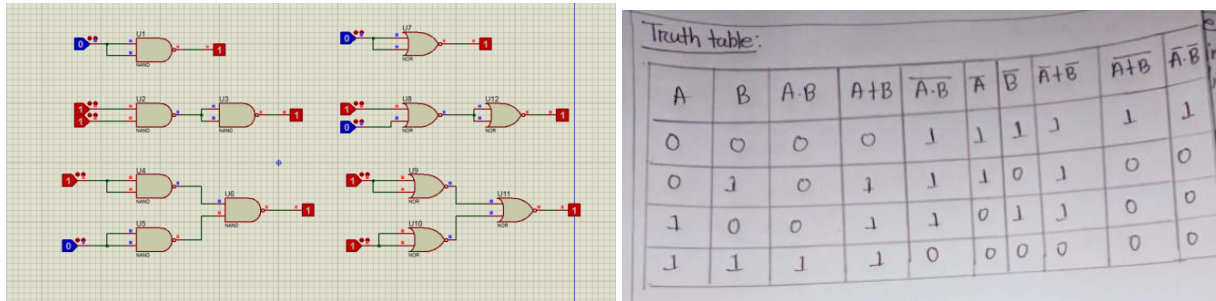 U1
0 1
NAND
U2 U3
1 1
1
NAND NAND
U4
1
NAND
U6
1
NAND
U5
0
NAND
U7
0 1
NOR
U8 U12
1 1
0
NOR NOR
U9
1
NOR
U11
1
NOR
U10
1
NOR
Truth table:
A B A·B A+B A̅·̅B̅ A̅ B̅ A̅+B̅ A̅+̅B̅ A̅·B̅
0 0 0 0 1 1 1 1 1 1
0 1 0 1 1 1 0 1 0 0
1 0 0 1 1 0 1 1 0 0
1 1 1 1 0 0 0 0 0 0